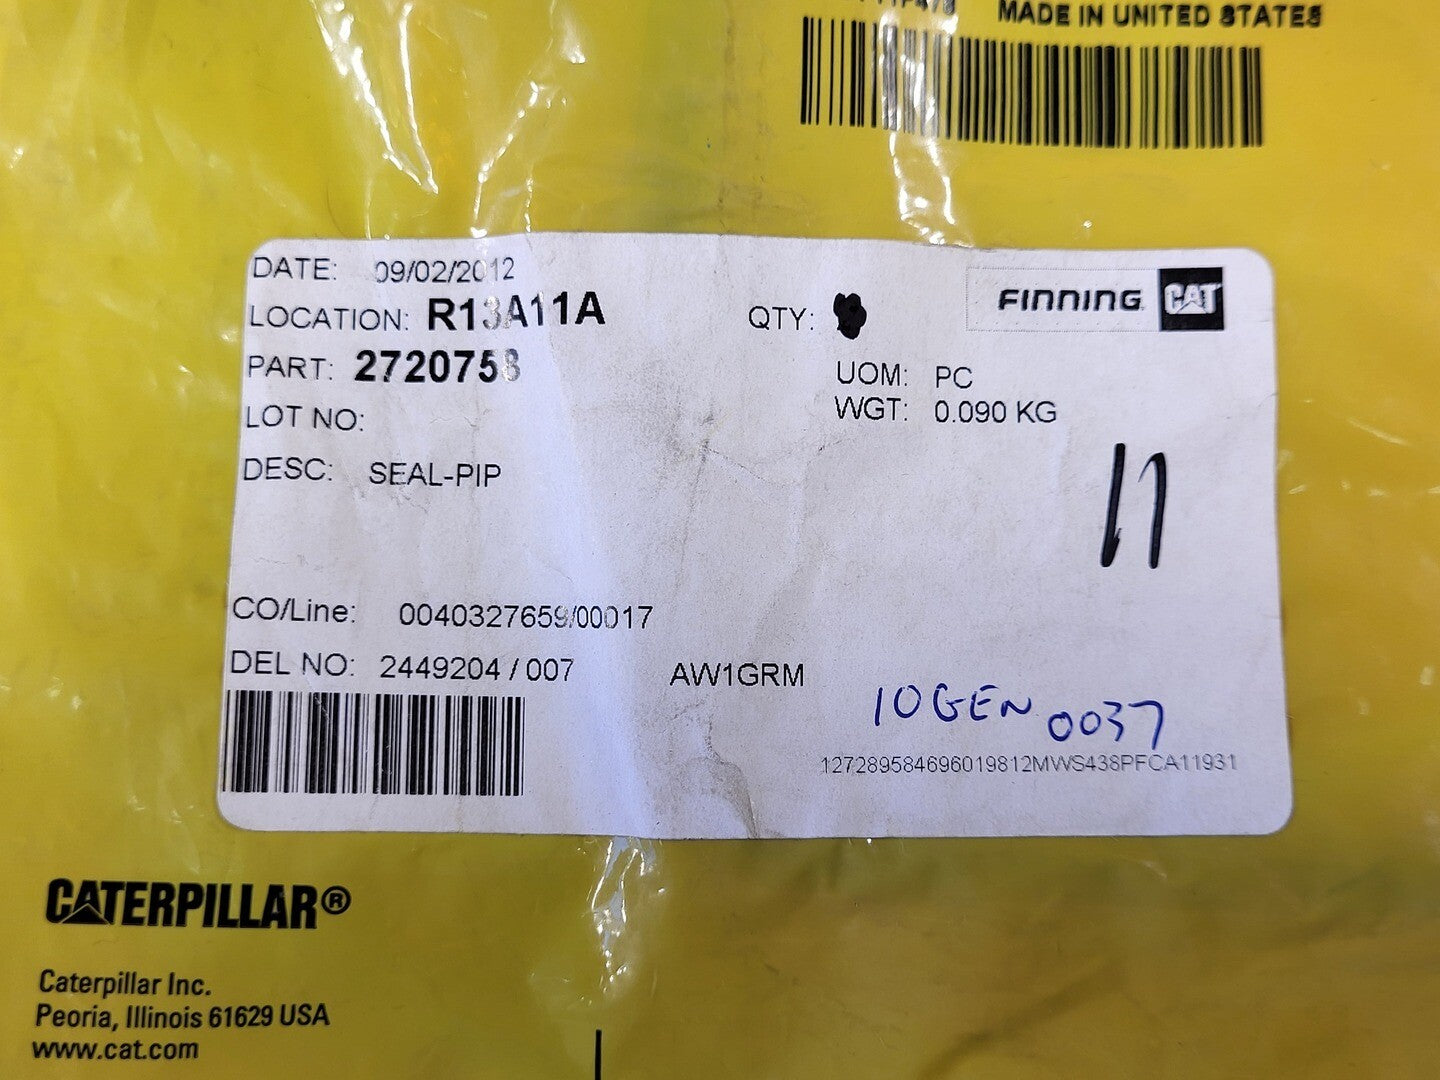 MADE IN UNITED STATES
DATE: 09/02/2012
LOCATION: R13A11A
QTY:
FINNING CAT
PART: 2720758
UOM: PC
LOT NO:
WGT: 0.090 KG
DESC: SEAL-PIP
11
CO/Line: 0040327659/00017
DEL NO: 2449204 / 007
AW1GRM
10GEN 0037
127289584696019812MWS438PFCA11931
CATERPILLAR®
Caterpillar Inc.
Peoria, Illinois 61629 USA
www.cat.com